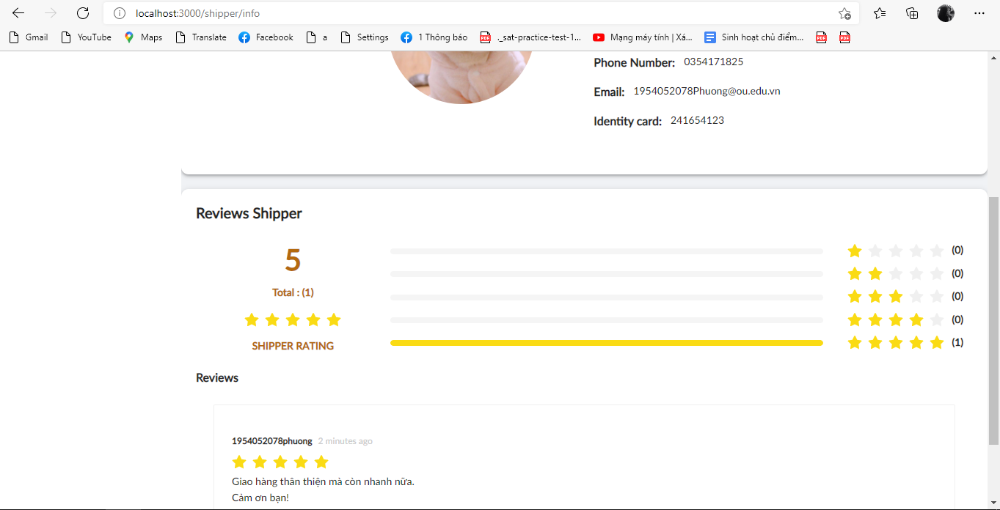 localhost:3000/shipper/info
Gmail YouTube Maps Translate Facebook a Settings 1 Thông báo ._sat-practice-test-1... Mạng máy tính | Xá... Sinh hoạt chủ điểm... PDF PDF
Phone Number: 0354171825
Email: 1954052078Phuong@ou.edu.vn
Identity card: 241654123
Reviews Shipper
5
Total : (1)
SHIPPER RATING
(0)
(0)
(0)
(0)
(1)
Reviews
1954052078phuong 2 minutes ago
Giao hàng thân thiện mà còn nhanh nữa.
Cám ơn bạn!